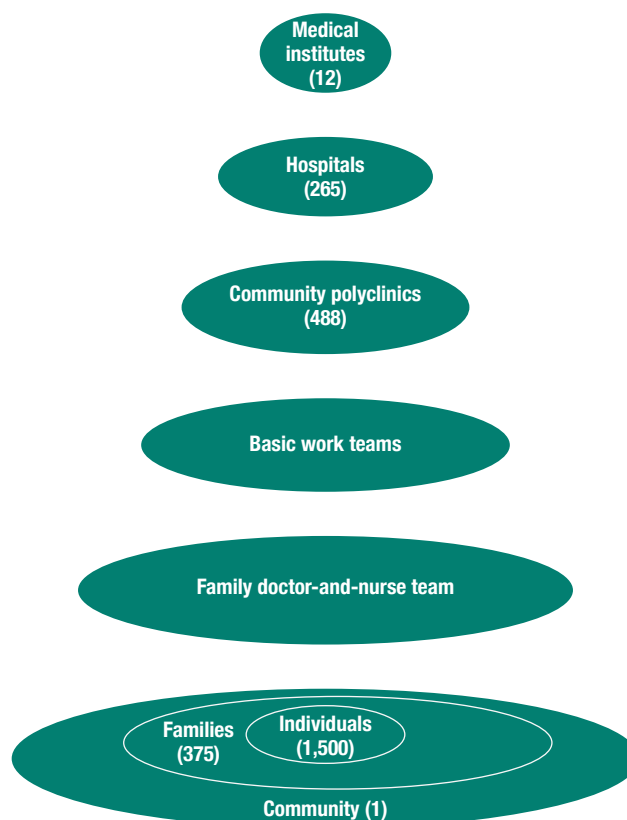 Medical
institutes
(12)
Hospitals
(265)
Community polyclinics
(488)
Basic work teams
Family doctor-and-nurse team
Families
(375)
Individuals
(1,500)
Community (1)